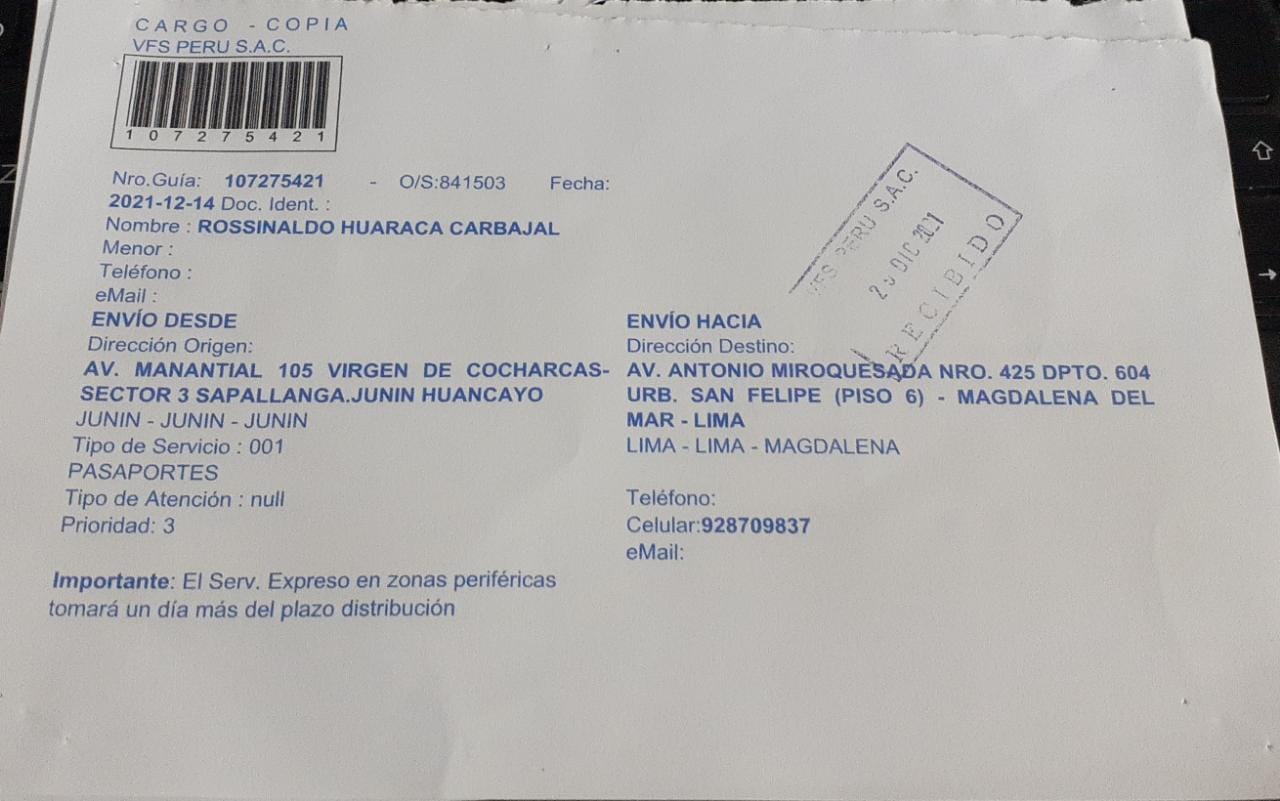 CARGO - COPIA
VFS PERU S.A.C.
107275421
Nro.Guía: 107275421 - O/S:841503 Fecha:
2021-12-14 Doc. Ident. :
Nombre : ROSSINALDO HUARACA CARBAJAL
Menor :
Teléfono :
eMail :
ENVÍO DESDE
Dirección Origen:
AV. MANANTIAL 105 VIRGEN DE COCHARCAS-
SECTOR 3 SAPALLANGA.JUNIN HUANCAYO
JUNIN - JUNIN - JUNIN
Tipo de Servicio : 001
PASAPORTES
Tipo de Atención : null
Prioridad: 3
Importante: El Serv. Expreso en zonas periféricas
tomará un día más del plazo distribución
VFS PERU S.A.C.
DIC 2021
RECIBIDO
ENVÍO HACIA
Dirección Destino:
AV. ANTONIO MIROQUESADA NRO. 425 DPTO. 604
URB. SAN FELIPE (PISO 6) - MAGDALENA DEL
MAR - LIMA
LIMA - LIMA - MAGDALENA
Teléfono:
Celular:928709837
eMail: